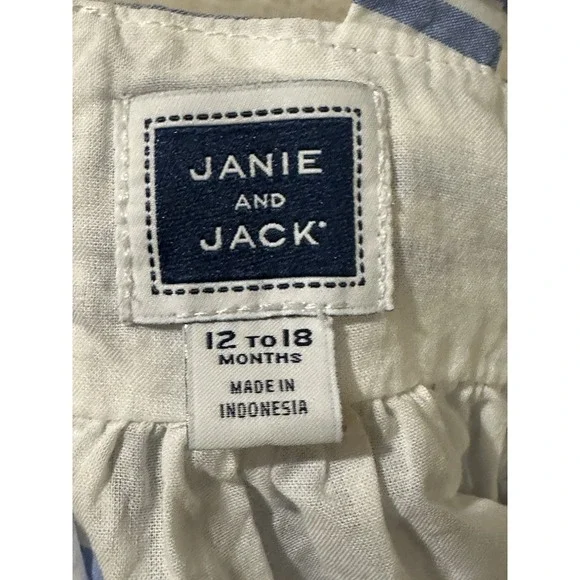 JANIE
AND
JACK
12 TO 18
MONTHS
MADE IN
INDONESIA